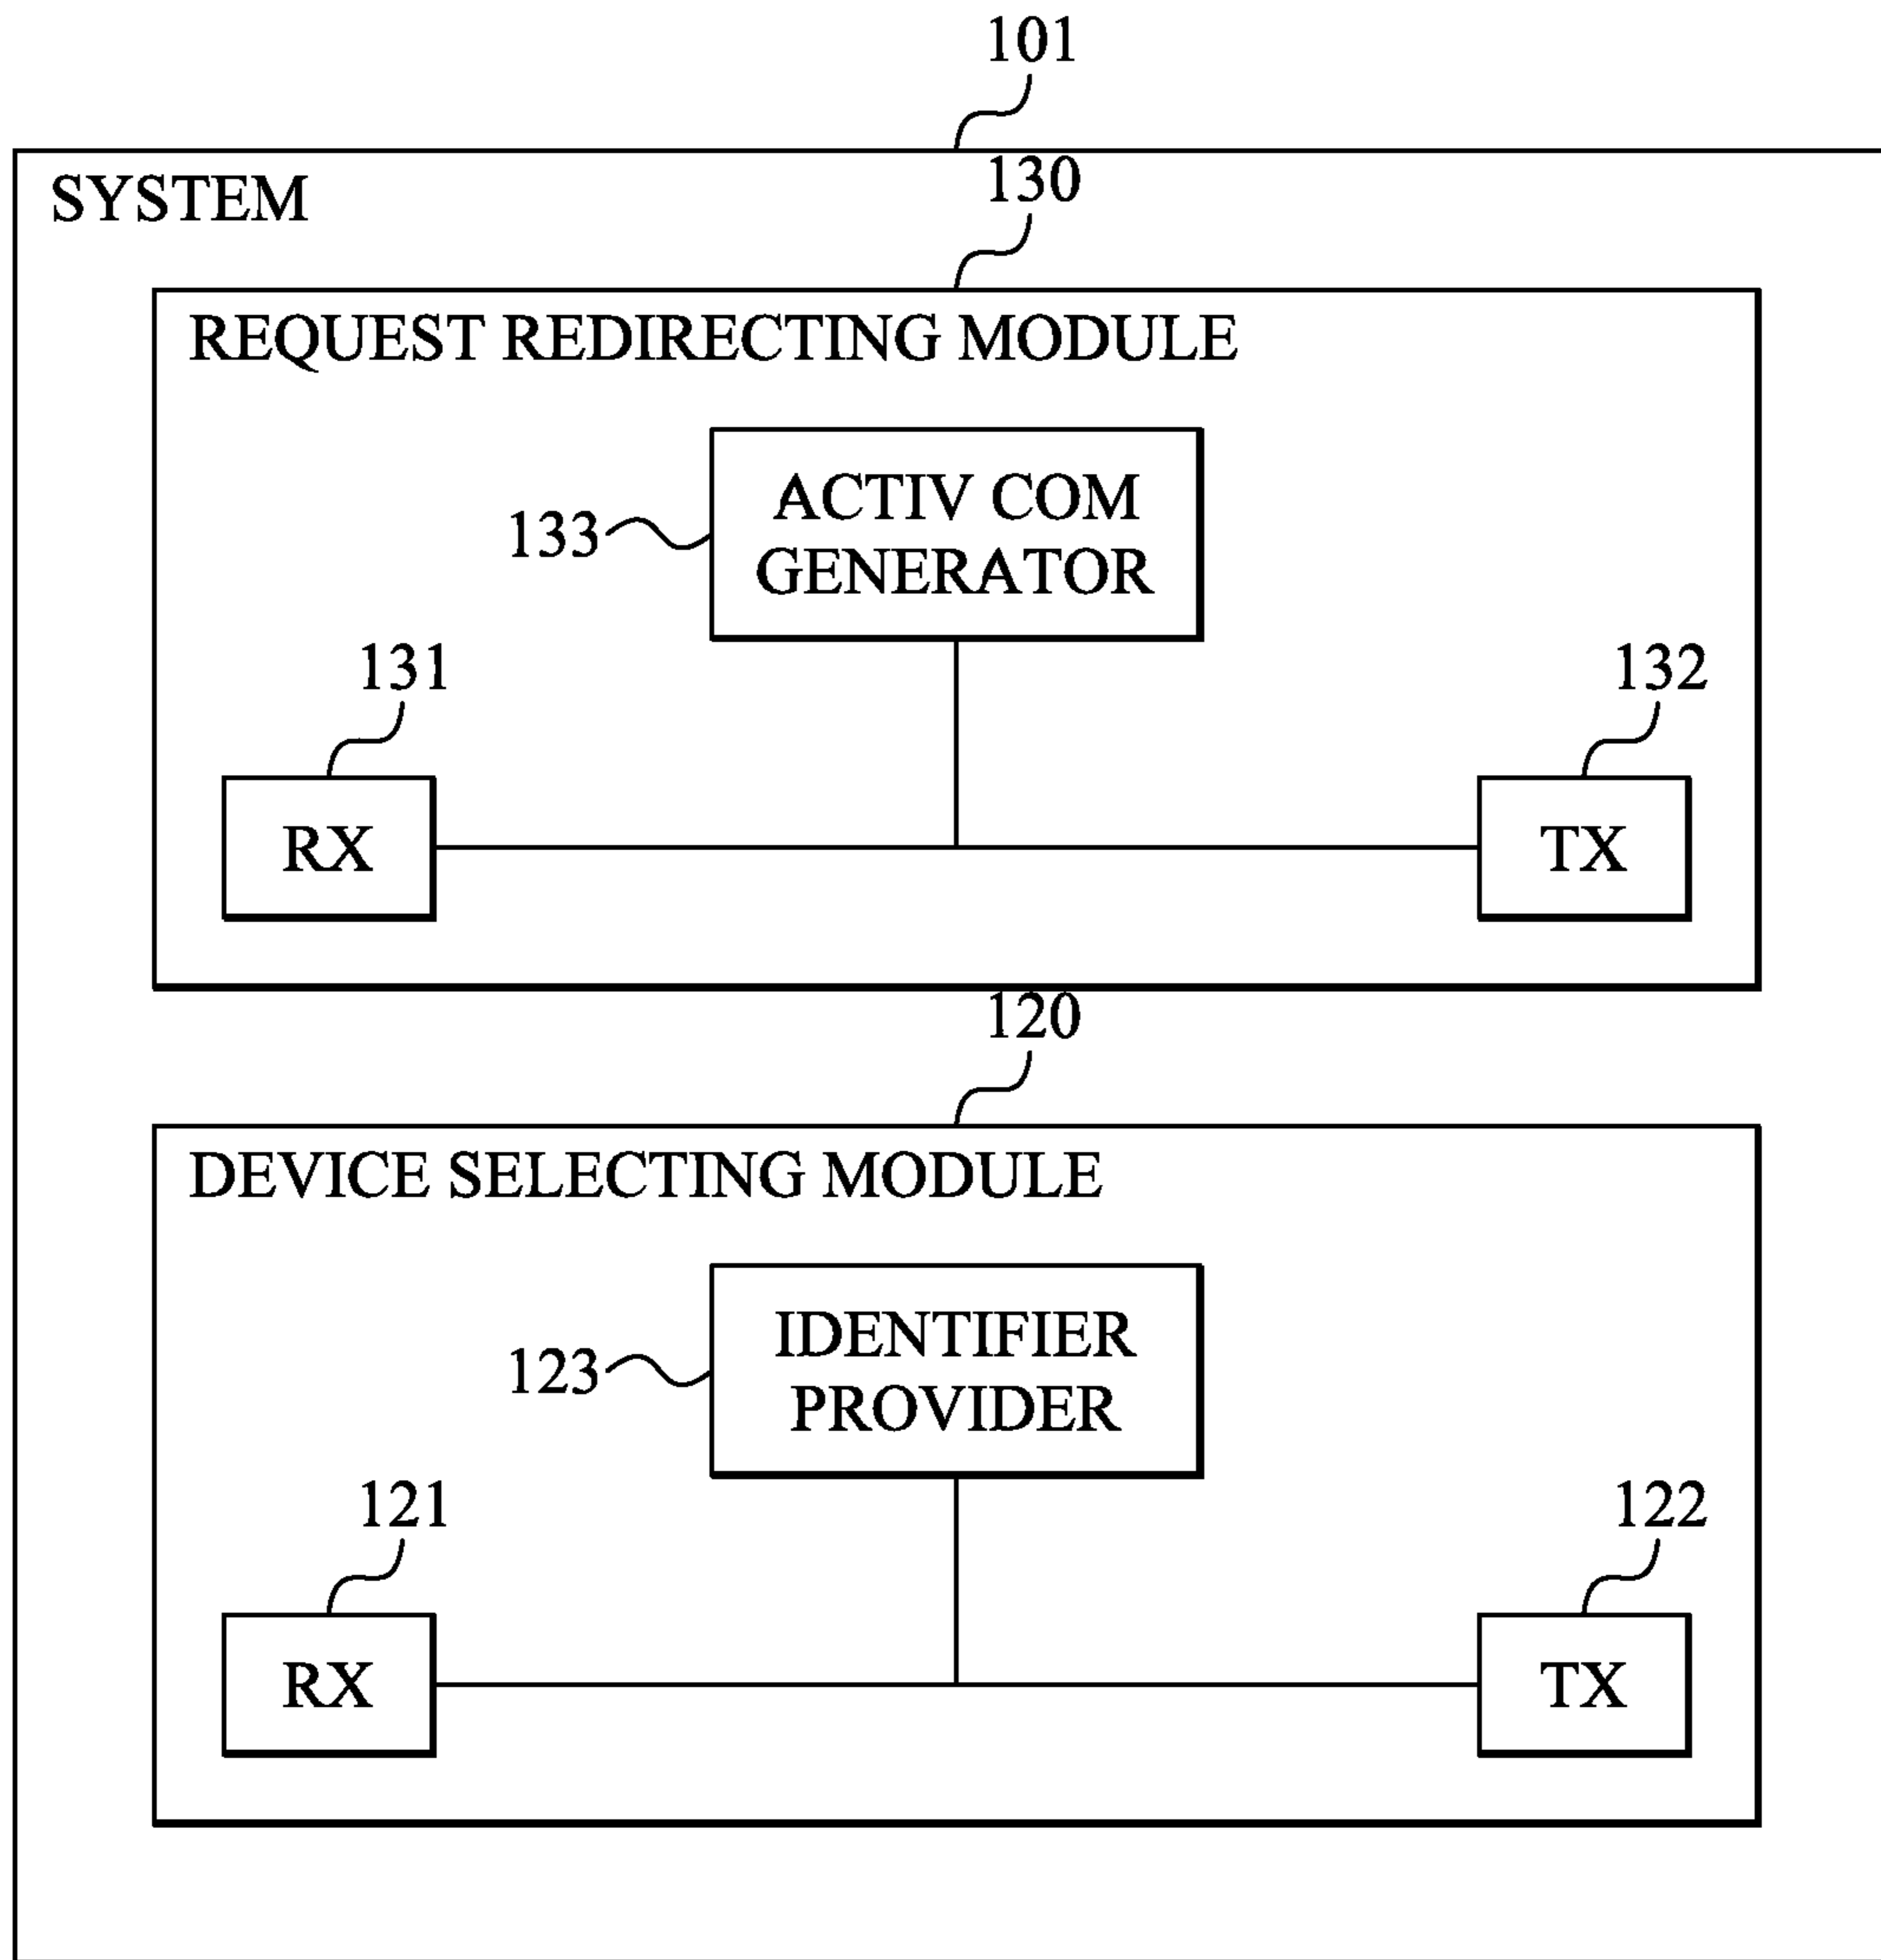 101
SYSTEM
130
REQUEST REDIRECTING MODULE
ACTIV COM
GENERATOR
133
131
132
RX
TX
120
DEVICE SELECTING MODULE
IDENTIFIER
PROVIDER
123
121
122
RX
TX